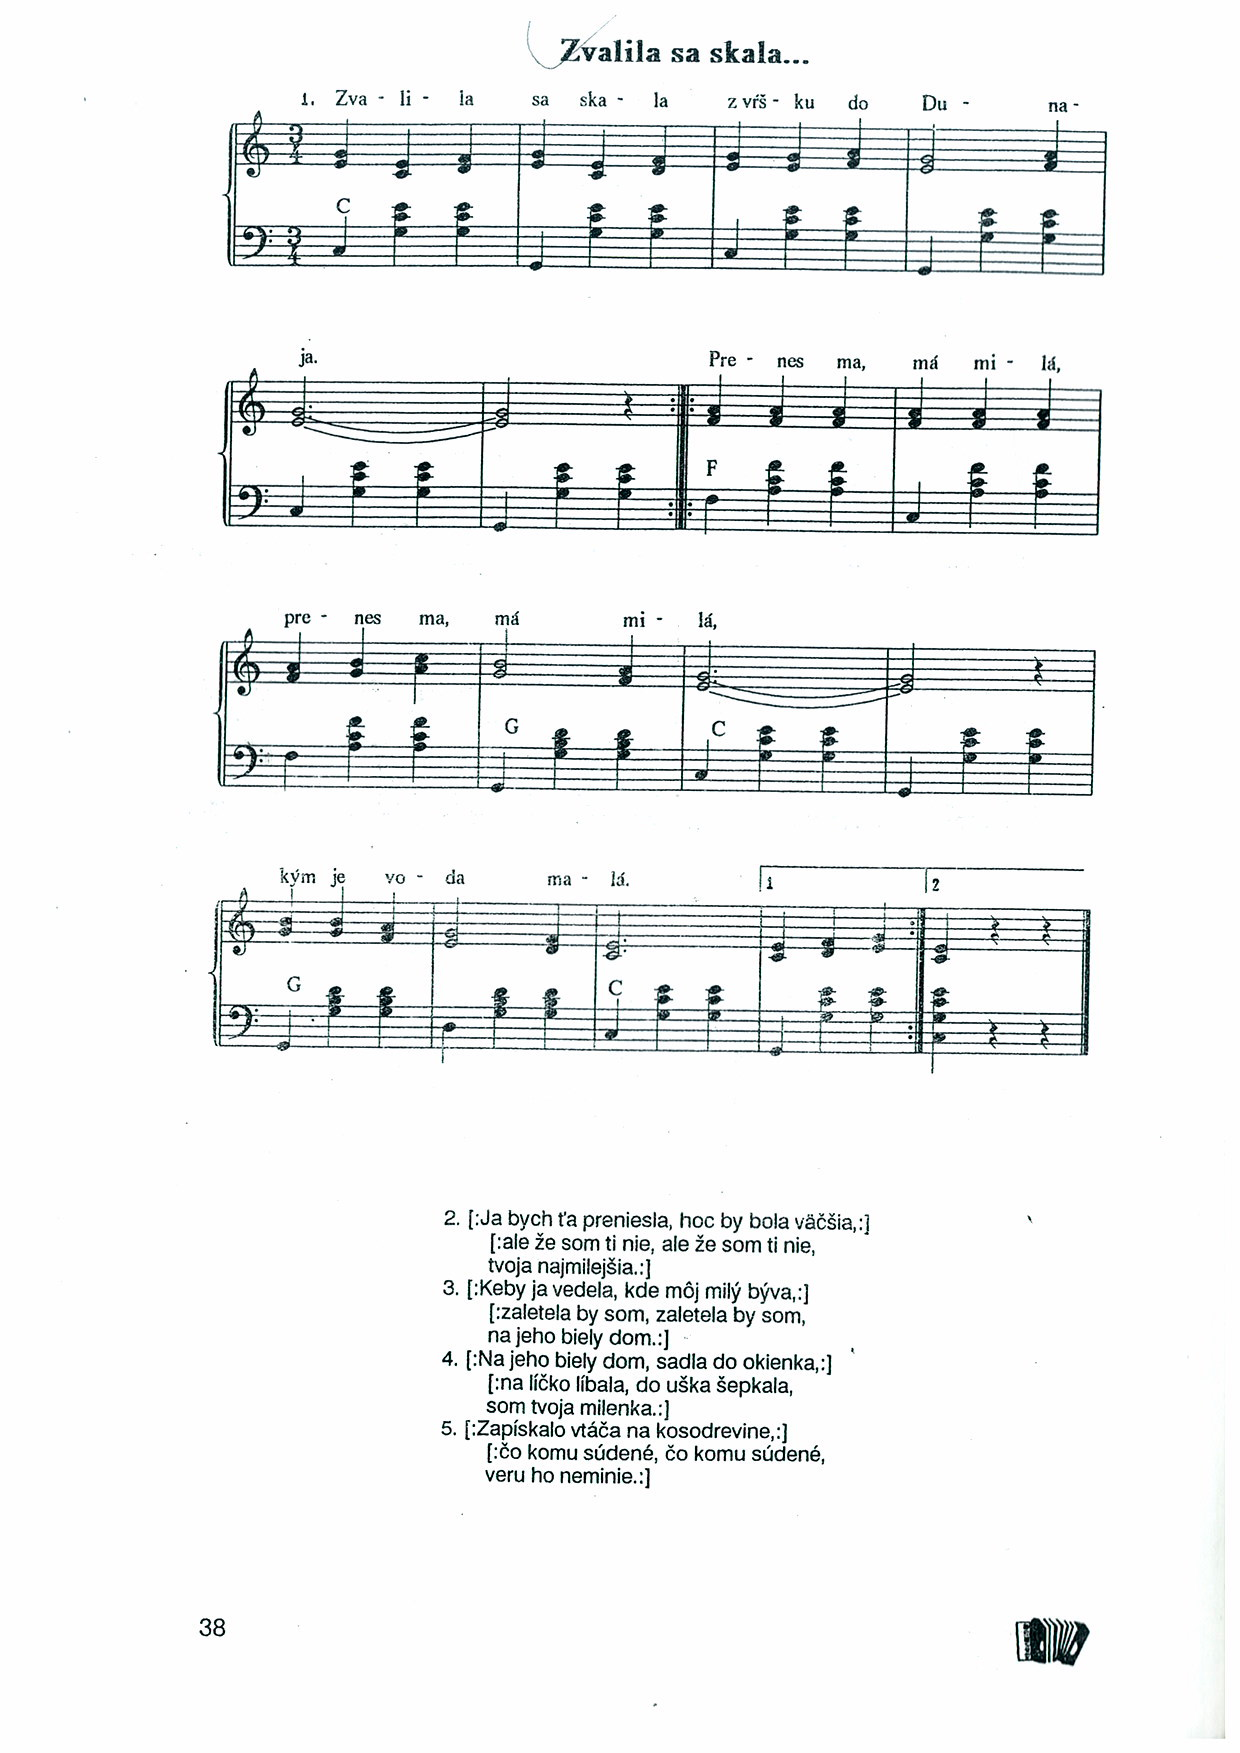 Zvalila sa skala...
1. Zva - li - la sa ska - la z vŕš - ku do Du - na -
C
ja. Pre - nes ma, má mi - lá,
F
pre - nes ma, má mi - lá,
G C
kým je vo - da ma - lá. 1 2
G C
2. [:Ja bych ťa preniesla, hoc by bola väčšia,:]
[:ale že som ti nie, ale že som ti nie,
tvoja najmilejšia.:]
3. [:Keby ja vedela, kde môj milý býva,:]
[:zaletela by som, zaletela by som,
na jeho biely dom.:]
4. [:Na jeho biely dom, sadla do okienka,:]
[:na líčko líbala, do uška šepkala,
som tvoja milenka.:]
5. [:Zapískalo vtáča na kosodrevine,:]
[:čo komu súdené, čo komu súdené,
veru ho neminie.:]
38